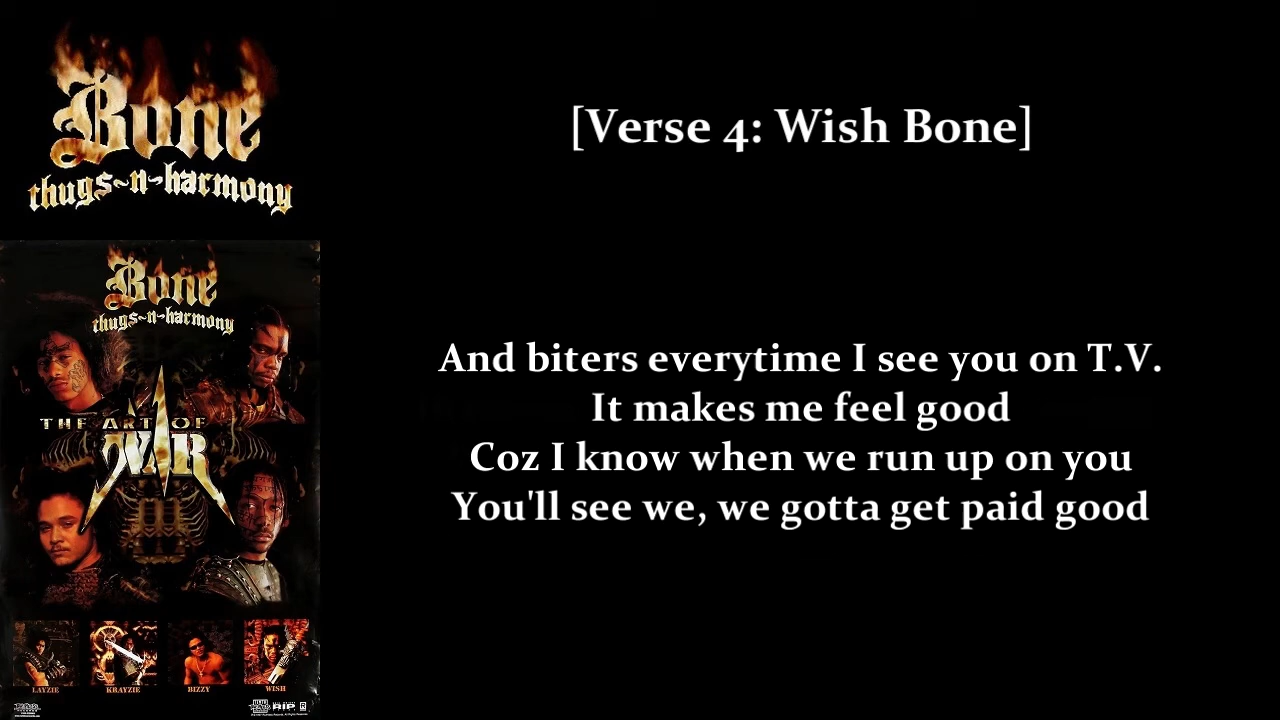 Bone
thugs~n~harmony
[Verse 4: Wish Bone]
Bone
thugs~n~harmony
THE ART OF
WAR
And biters everytime I see you on T.V.
It makes me feel good
Coz I know when we run up on you
You'll see we, we gotta get paid good
LAYZIE
KRAYZIE
BIZZY
WISH